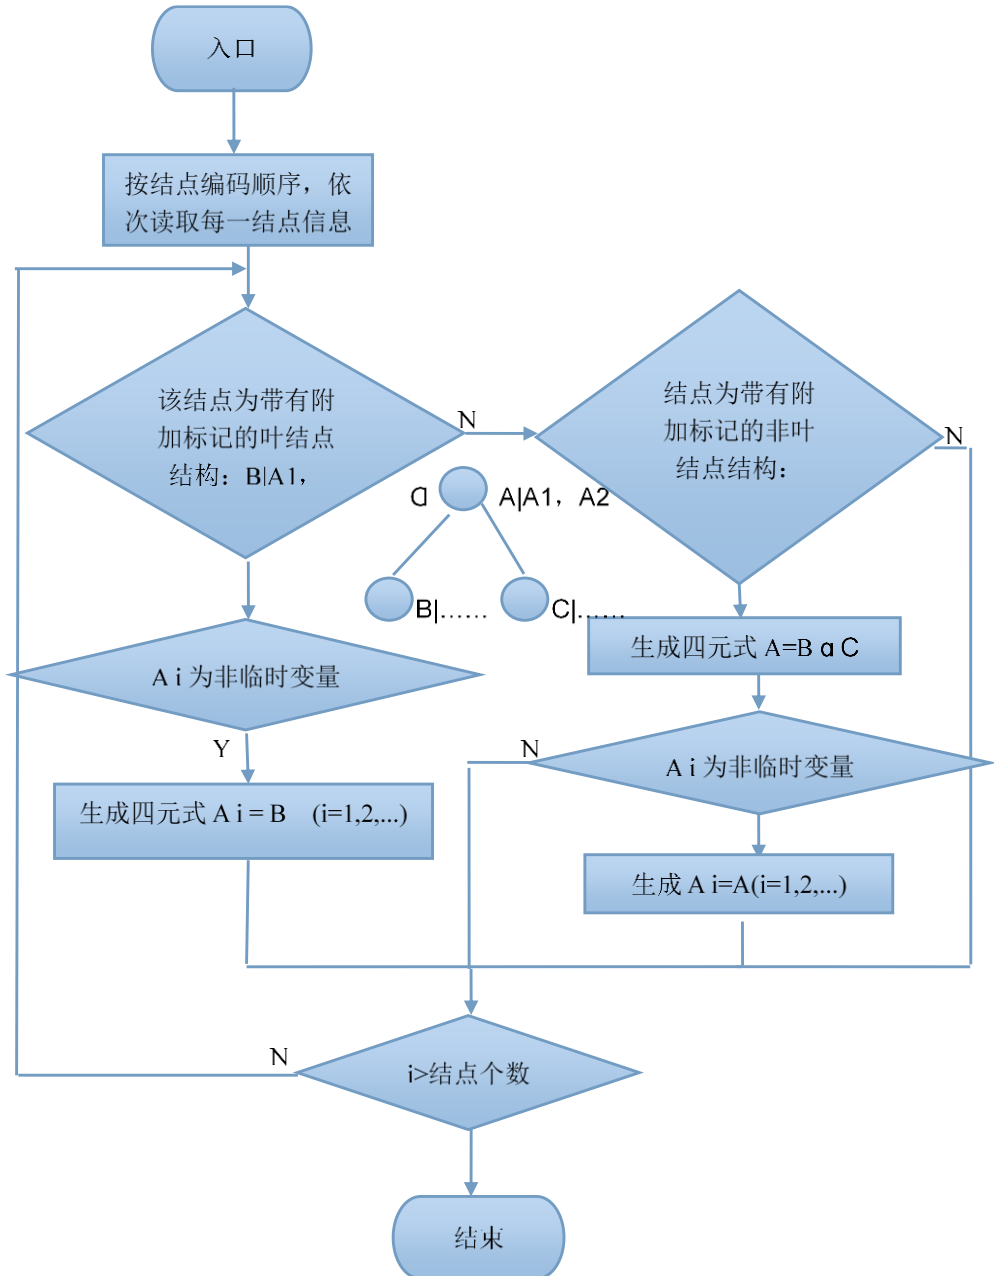 入口
按结点编码顺序，依
次读取每一结点信息
该结点为带有附
加标记的叶结点
结构：B|A1，
N
结点为带有附
加标记的非叶
结点结构：
N
ɑ
A|A1，A2
B|……
C|……
生成四元式 A=B ɑ C
A i 为非临时变量
Y
N
A i 为非临时变量
生成四元式 A i = B (i=1,2,...)
生成 A i=A(i=1,2,...)
N
i>结点个数
结束